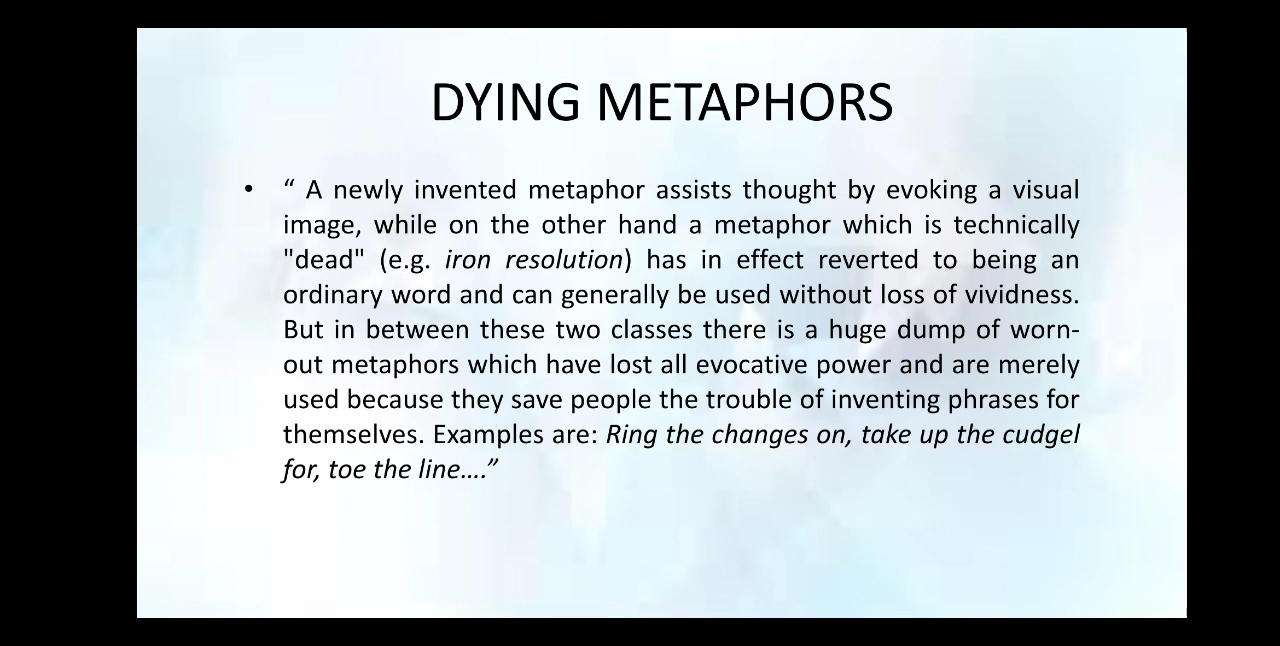 DYING METAPHORS
• “ A newly invented metaphor assists thought by evoking a visual
image, while on the other hand a metaphor which is technically
"dead" (e.g. iron resolution) has in effect reverted to being an
ordinary word and can generally be used without loss of vividness.
But in between these two classes there is a huge dump of worn-
out metaphors which have lost all evocative power and are merely
used because they save people the trouble of inventing phrases for
themselves. Examples are: Ring the changes on, take up the cudgel
for, toe the line….”